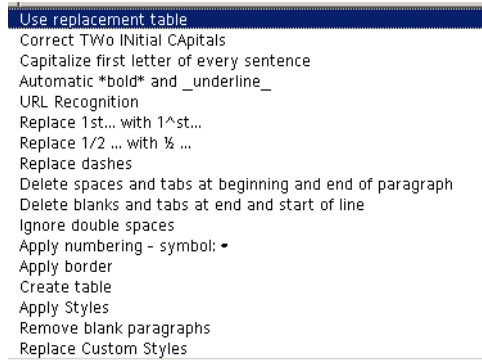 Use replacement table
Correct TWo INitial CApitals
Capitalize first letter of every sentence
Automatic *bold* and _underline_
URL Recognition
Replace 1st... with 1^st...
Replace 1/2 ... with ½ ...
Replace dashes
Delete spaces and tabs at beginning and end of paragraph
Delete blanks and tabs at end and start of line
Ignore double spaces
Apply numbering - symbol: •
Apply border
Create table
Apply Styles
Remove blank paragraphs
Replace Custom Styles